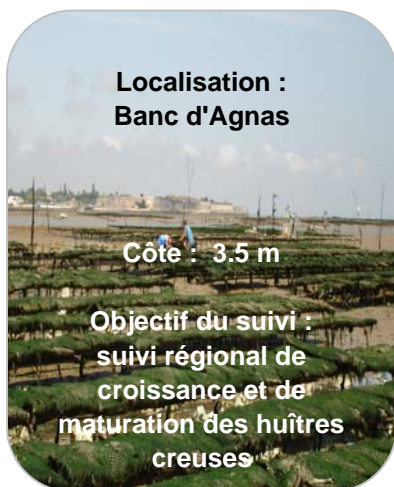 Localisation :
Banc d'Agnas
Côte : 3.5 m
Objectif du suivi :
suivi régional de
croissance et de
maturation des huîtres
creuses